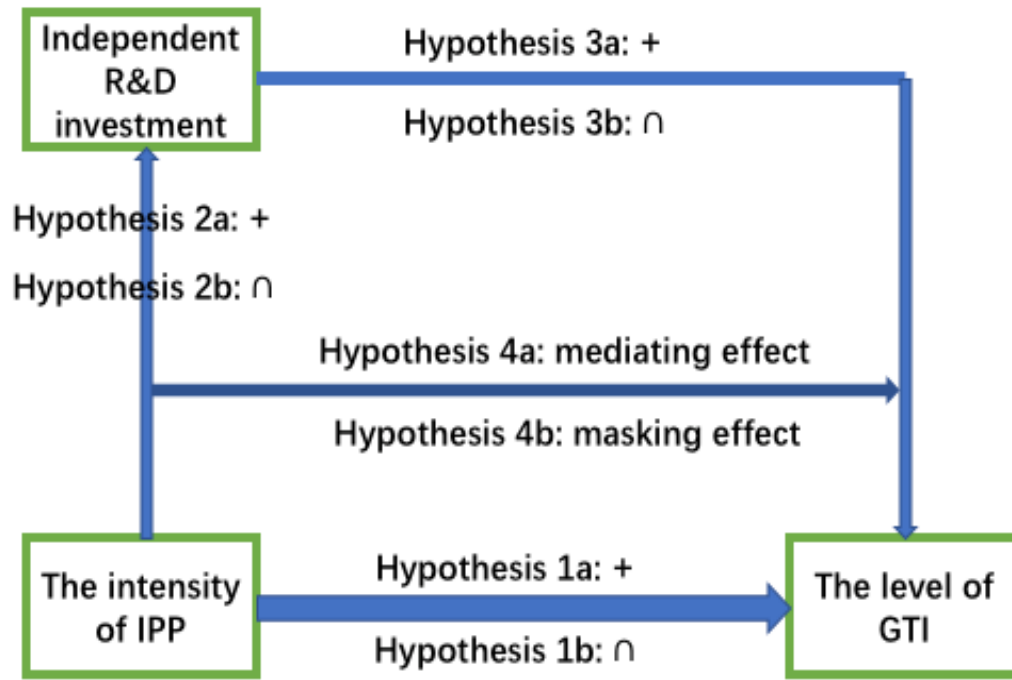 Independent
R&D
investment
Hypothesis 3a: +
Hypothesis 3b: ∩
Hypothesis 2a: +
Hypothesis 2b: ∩
Hypothesis 4a: mediating effect
Hypothesis 4b: masking effect
The intensity
of IPP
Hypothesis 1a: +
Hypothesis 1b: ∩
The level of
GTI